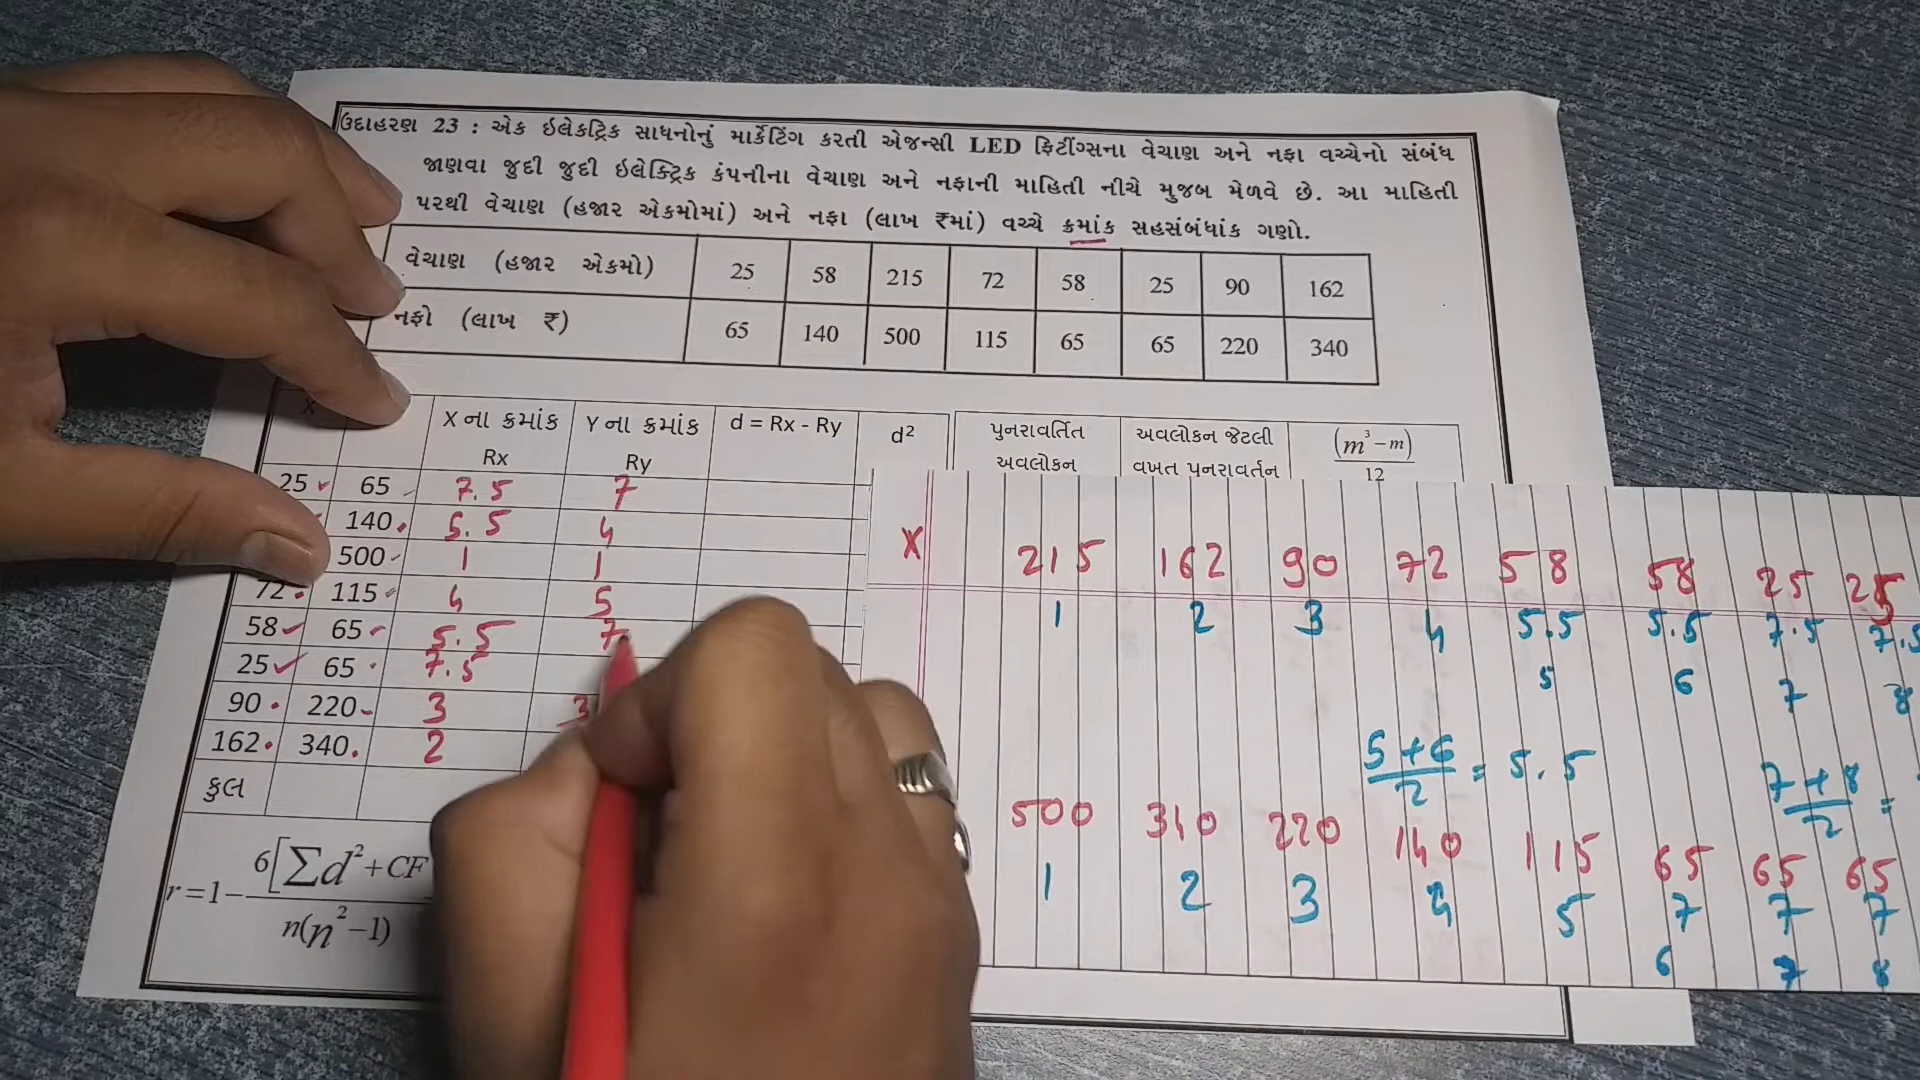 ઉદાહરણ 23 : એક ઇલેકટ્રિક સાધનોનું માર્કેટિંગ કરતી એજન્સી LED ફિટીંગ્સના વેચાણ અને નફા વચ્ચેનો સંબંધ
જાણવા જુદી જુદી ઇલેક્ટ્રિક કંપનીના વેચાણ અને નફાની માહિતી નીચે મુજબ મેળવે છે. આ માહિતી
પરથી વેચાણ (હજાર એકમોમાં) અને નફા (લાખ ₹માં) વચ્ચે ક્રમાંક સહસંબંધાંક ગણો.
વેચાણ (હજાર એકમો) 25 58 215 72 58 25 90 162
નફો (લાખ ₹) 65 140 500 115 65 65 220 340
X ના ક્રમાંક Rx Y ના ક્રમાંક Ry d = Rx - Ry d²
25 65 7.5 7
140 5.5 4
500 1 1
72 115 4 5
58 65 5.5 7
25 65 7.5
90 220 3 3
162 340 2
કુલ
r = 1 - 6[∑d² + CF
n(n² - 1)
પુનરાવર્તિત અવલોકન અવલોકન જેટલી વખત પુનરાવર્તન (m³ - m) / 12
X 215 162 90 72 58 58 25 25
1 2 3 4 5.5 5.5 7.5 7.5
5 6 7 8
5+6 / 2 = 5.5 7+8 / 2 =
500 340 220 140 115 65 65 65
1 2 3 4 5 7 7 7
6 7 8